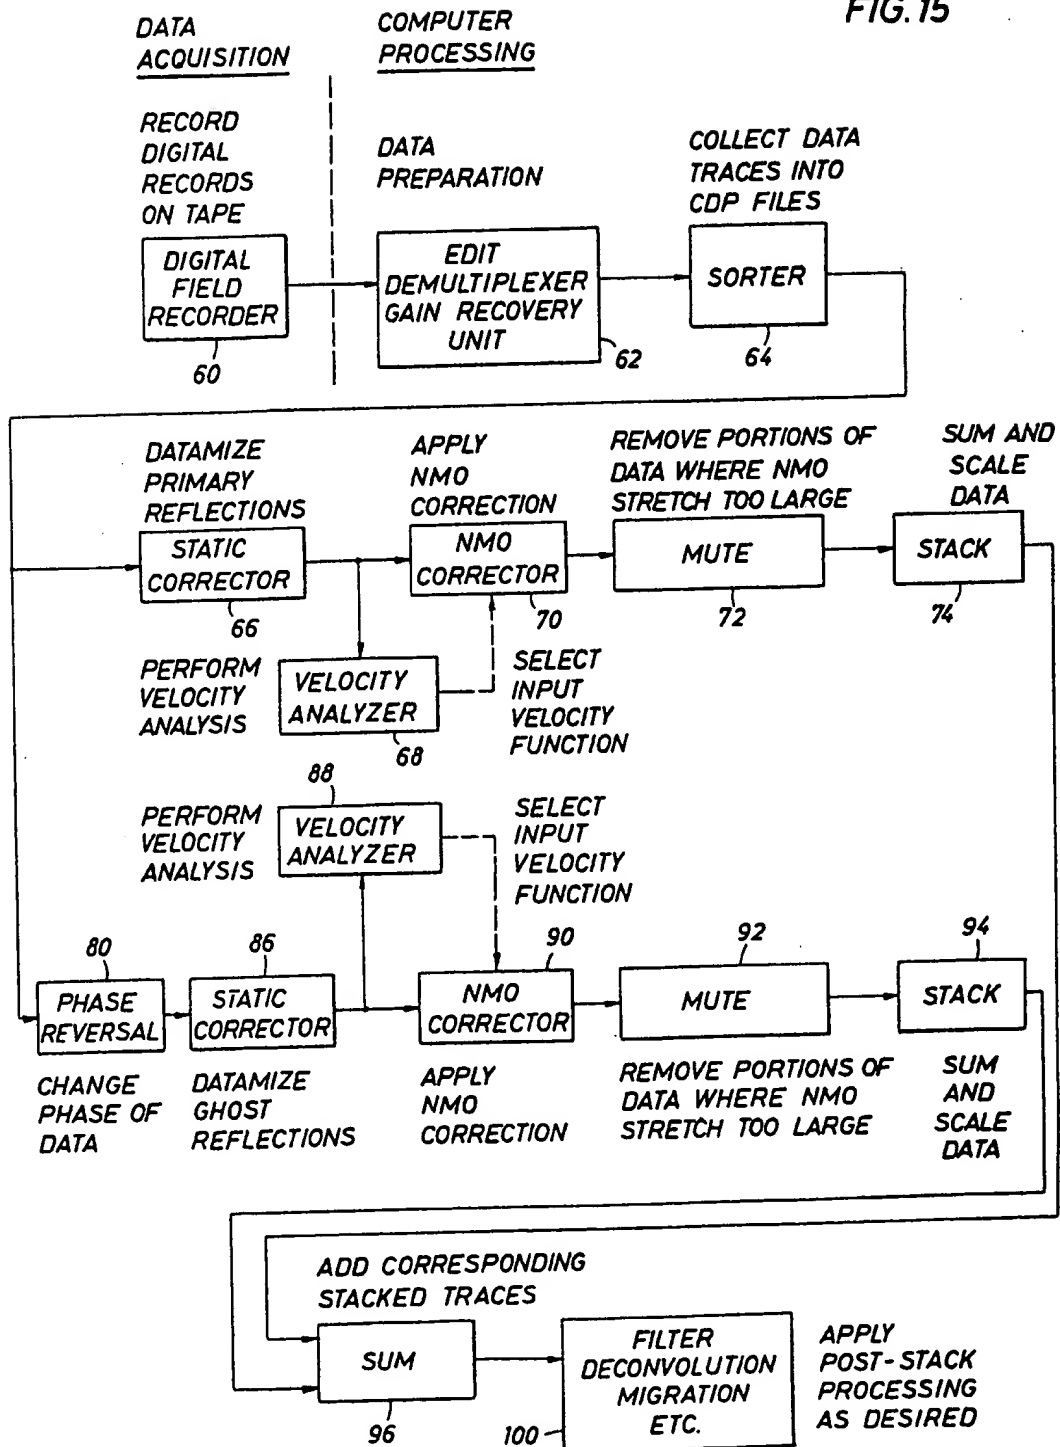 FIG. 15
DATA
ACQUISITION
COMPUTER
PROCESSING
RECORD
DIGITAL
RECORDS
ON TAPE
DATA
PREPARATION
COLLECT DATA
TRACES INTO
CDP FILES
DIGITAL
FIELD
RECORDER
60
EDIT
DEMULTIPLEXER
GAIN RECOVERY
UNIT
62
SORTER
64
DATAMIZE
PRIMARY
REFLECTIONS
APPLY
NMO
CORRECTION
REMOVE PORTIONS OF
DATA WHERE NMO
STRETCH TOO LARGE
SUM AND
SCALE
DATA
STATIC
CORRECTOR
66
NMO
CORRECTOR
70
MUTE
72
STACK
74
PERFORM
VELOCITY
ANALYSIS
VELOCITY
ANALYZER
68
SELECT
INPUT
VELOCITY
FUNCTION
88
PERFORM
VELOCITY
ANALYSIS
VELOCITY
ANALYZER
SELECT
INPUT
VELOCITY
FUNCTION
80
PHASE
REVERSAL
86
STATIC
CORRECTOR
90
NMO
CORRECTOR
92
MUTE
94
STACK
CHANGE
PHASE OF
DATA
DATAMIZE
GHOST
REFLECTIONS
APPLY
NMO
CORRECTION
REMOVE PORTIONS OF
DATA WHERE NMO
STRETCH TOO LARGE
SUM
AND
SCALE
DATA
ADD CORRESPONDING
STACKED TRACES
SUM
96
FILTER
DECONVOLUTION
MIGRATION
ETC.
100
APPLY
POST-STACK
PROCESSING
AS DESIRED